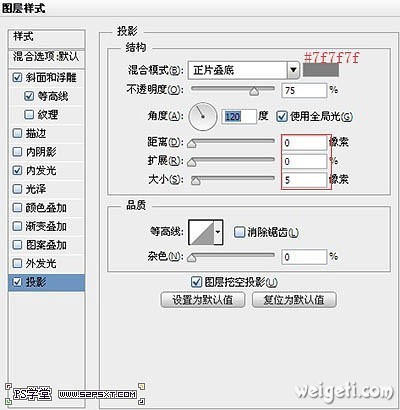 图层样式
样式
混合选项:默认
斜面和浮雕
等高线
纹理
描边
内阴影
内发光
光泽
颜色叠加
渐变叠加
图案叠加
外发光
投影
投影
结构
#7f7f7f
混合模式(B): 正片叠底
不透明度(O): 75 %
角度(A): 120 度 使用全局光(G)
距离(D): 0 像素
扩展(R): 0 %
大小(S): 5 像素
品质
等高线: 消除锯齿(L)
杂色(N): 0 %
图层挖空投影(U)
设置为默认值 复位为默认值
PS学堂 www.52psxt.com
weigeti.com